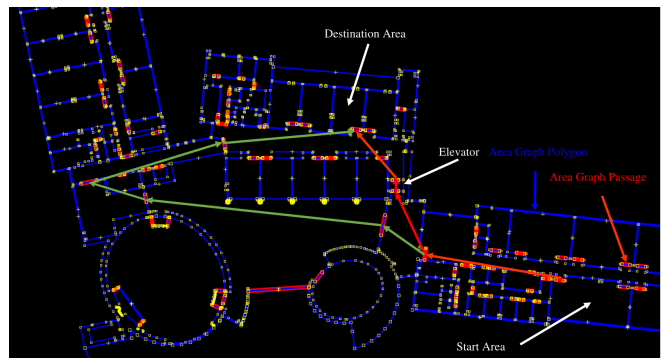 Destination Area
Elevator
Area Graph Polygon
Area Graph Passage
Start Area